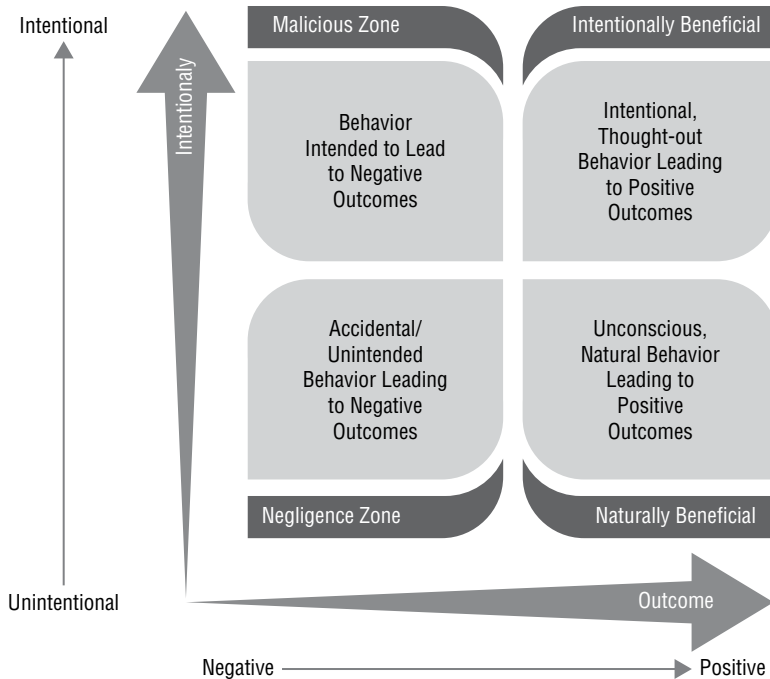 Intentional
Intentionaly
Malicious Zone
Intentionally Beneficial
Behavior
Intended to Lead
to Negative
Outcomes
Intentional,
Thought-out
Behavior Leading
to Positive
Outcomes
Accidental/
Unintended
Behavior Leading
to Negative
Outcomes
Unconscious,
Natural Behavior
Leading to
Positive
Outcomes
Negligence Zone
Naturally Beneficial
Unintentional
Outcome
Negative
Positive